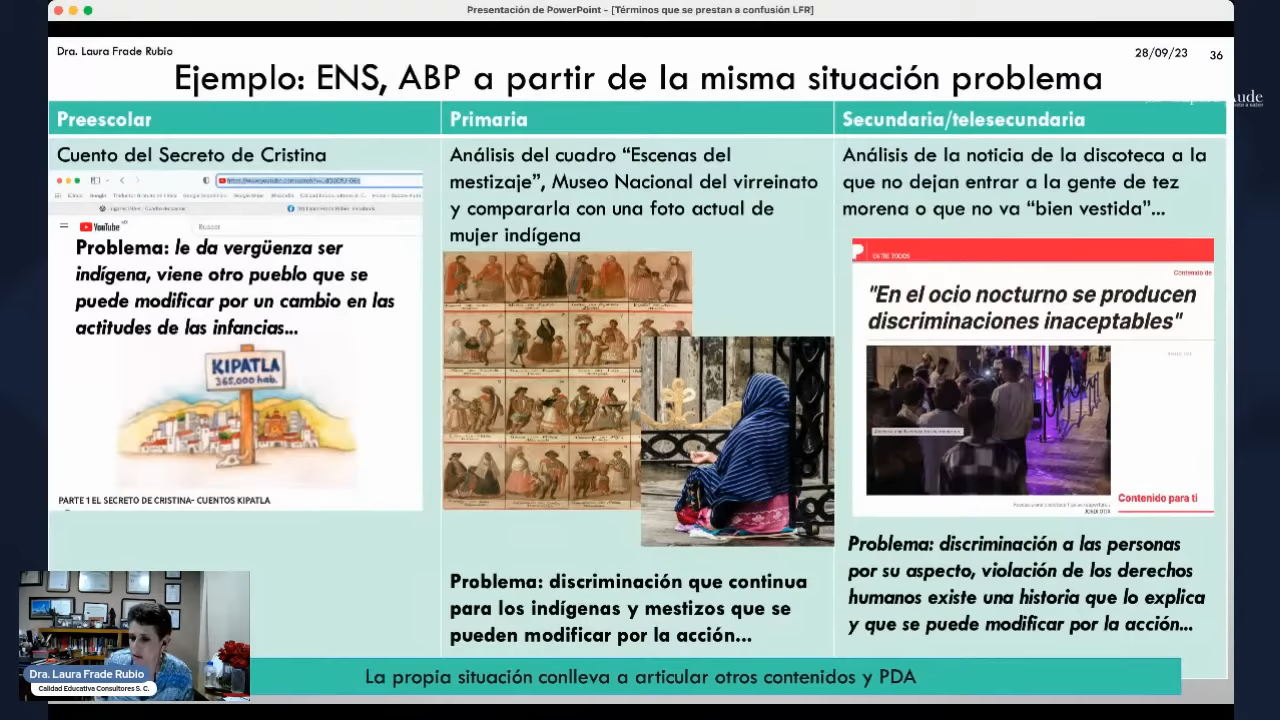 Presentación de PowerPoint - [Términos que se prestan a confusión LFR]
Dra. Laura Frade Rubio
28/09/23
36
Ejemplo: ENS, ABP a partir de la misma situación problema
Preescolar
Cuento del Secreto de Cristina
YouTube
MX
Buscar
Problema: le da vergüenza ser
indígena, viene otro pueblo que se
puede modificar por un cambio en las
actitudes de las infancias...
KIPATLA
365,000 hab.
PARTE 1 EL SECRETO DE CRISTINA- CUENTOS KIPATLA
Primaria
Análisis del cuadro “Escenas del
mestizaje”, Museo Nacional del virreinato
y compararla con una foto actual de
mujer indígena
Problema: discriminación que continua
para los indígenas y mestizos que se
pueden modificar por la acción...
Secundaria/telesecundaria
Análisis de la noticia de la discoteca a la
que no dejan entrar a la gente de tez
morena o que no va “bien vestida”...
ENTRE TODOS
Contenido de
"En el ocio nocturno se producen
discriminaciones inaceptables"
Contenido para ti
Problema: discriminación a las personas
por su aspecto, violación de los derechos
humanos existe una historia que lo explica
y que se puede modificar por la acción...
La propia situación conlleva a articular otros contenidos y PDA
Dra. Laura Frade Rubio
Calidad Educativa Consultores S. C.